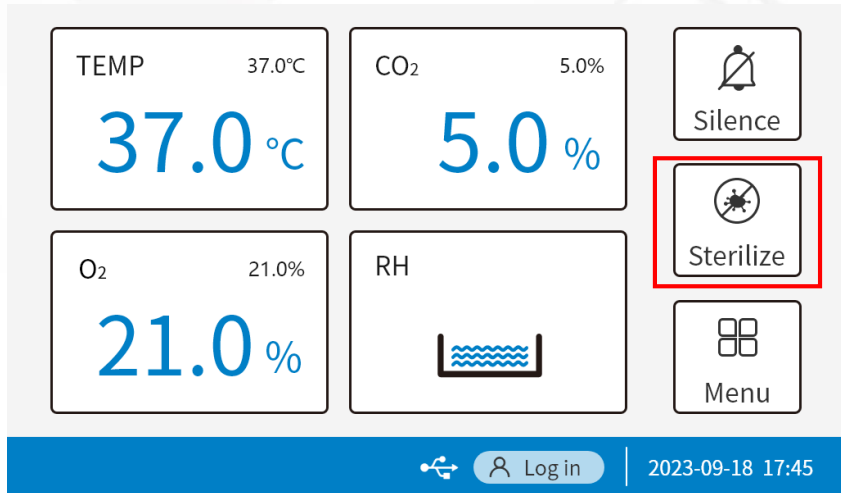 TEMP 37.0℃
37.0 °C
CO₂ 5.0%
5.0 %
Silence
Sterilize
O₂ 21.0%
21.0 %
RH
Menu
Log in
2023-09-18 17:45